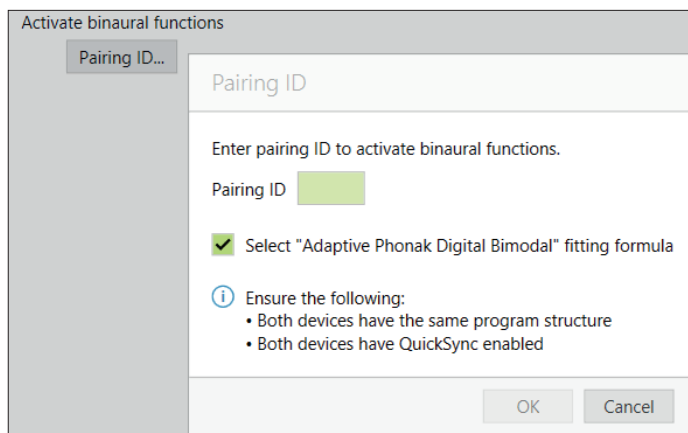 Activate binaural functions
Pairing ID...
Pairing ID
Enter pairing ID to activate binaural functions.
Pairing ID
Select "Adaptive Phonak Digital Bimodal" fitting formula
Ensure the following:
• Both devices have the same program structure
• Both devices have QuickSync enabled
OK Cancel